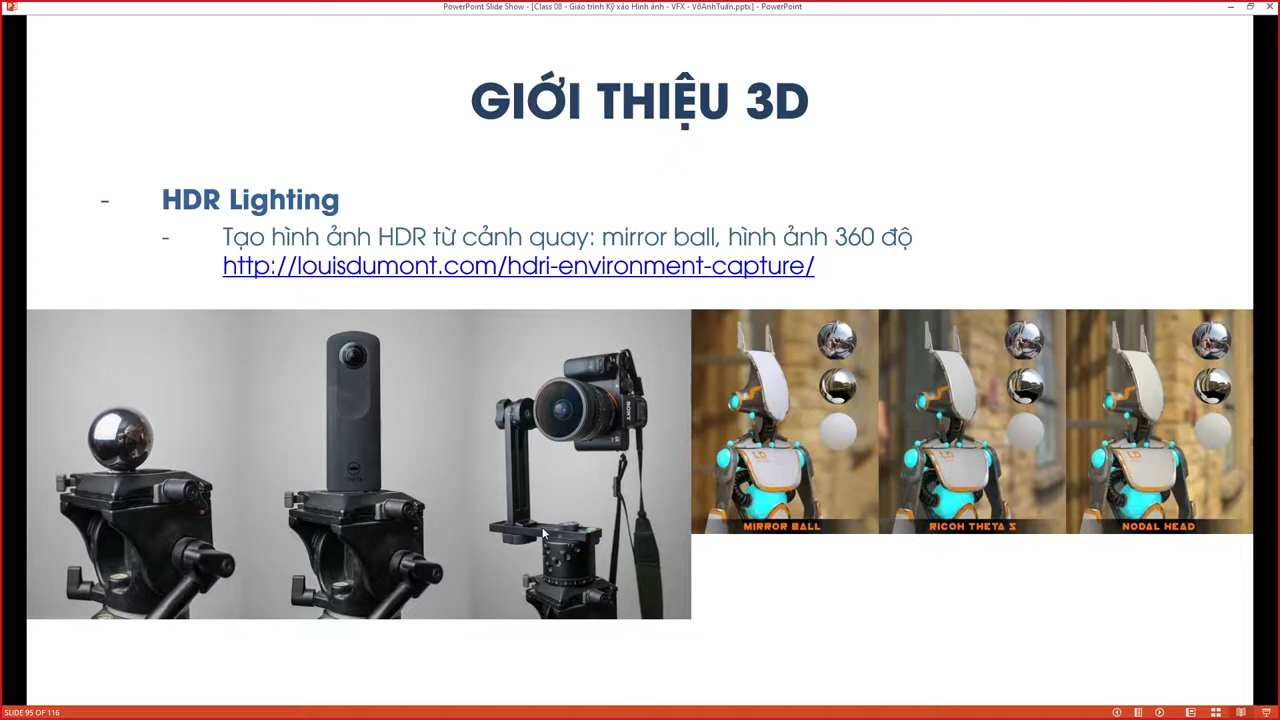 PowerPoint Slide Show - [Class 08 - Giáo trình Kỹ xảo Hình ảnh - VFX - VõAnhTuấn.pptx] - PowerPoint
GIỚI THIỆU 3D
- HDR Lighting
- Tạo hình ảnh HDR từ cảnh quay: mirror ball, hình ảnh 360 độ
http://louisdumont.com/hdri-environment-capture/
SONY
THETA
MIRROR BALL
RICOH THETA S
NODAL HEAD
SLIDE 95 OF 116